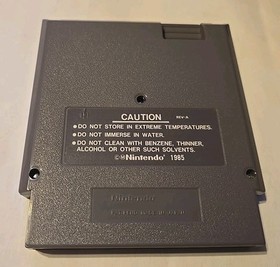 CAUTION REV-A
• DO NOT STORE IN EXTREME TEMPERATURES.
• DO NOT IMMERSE IN WATER.
• DO NOT CLEAN WITH BENZENE, THINNER,
ALCOHOL OR OTHER SUCH SOLVENTS.
©®Nintendo® 1985
Nintendo